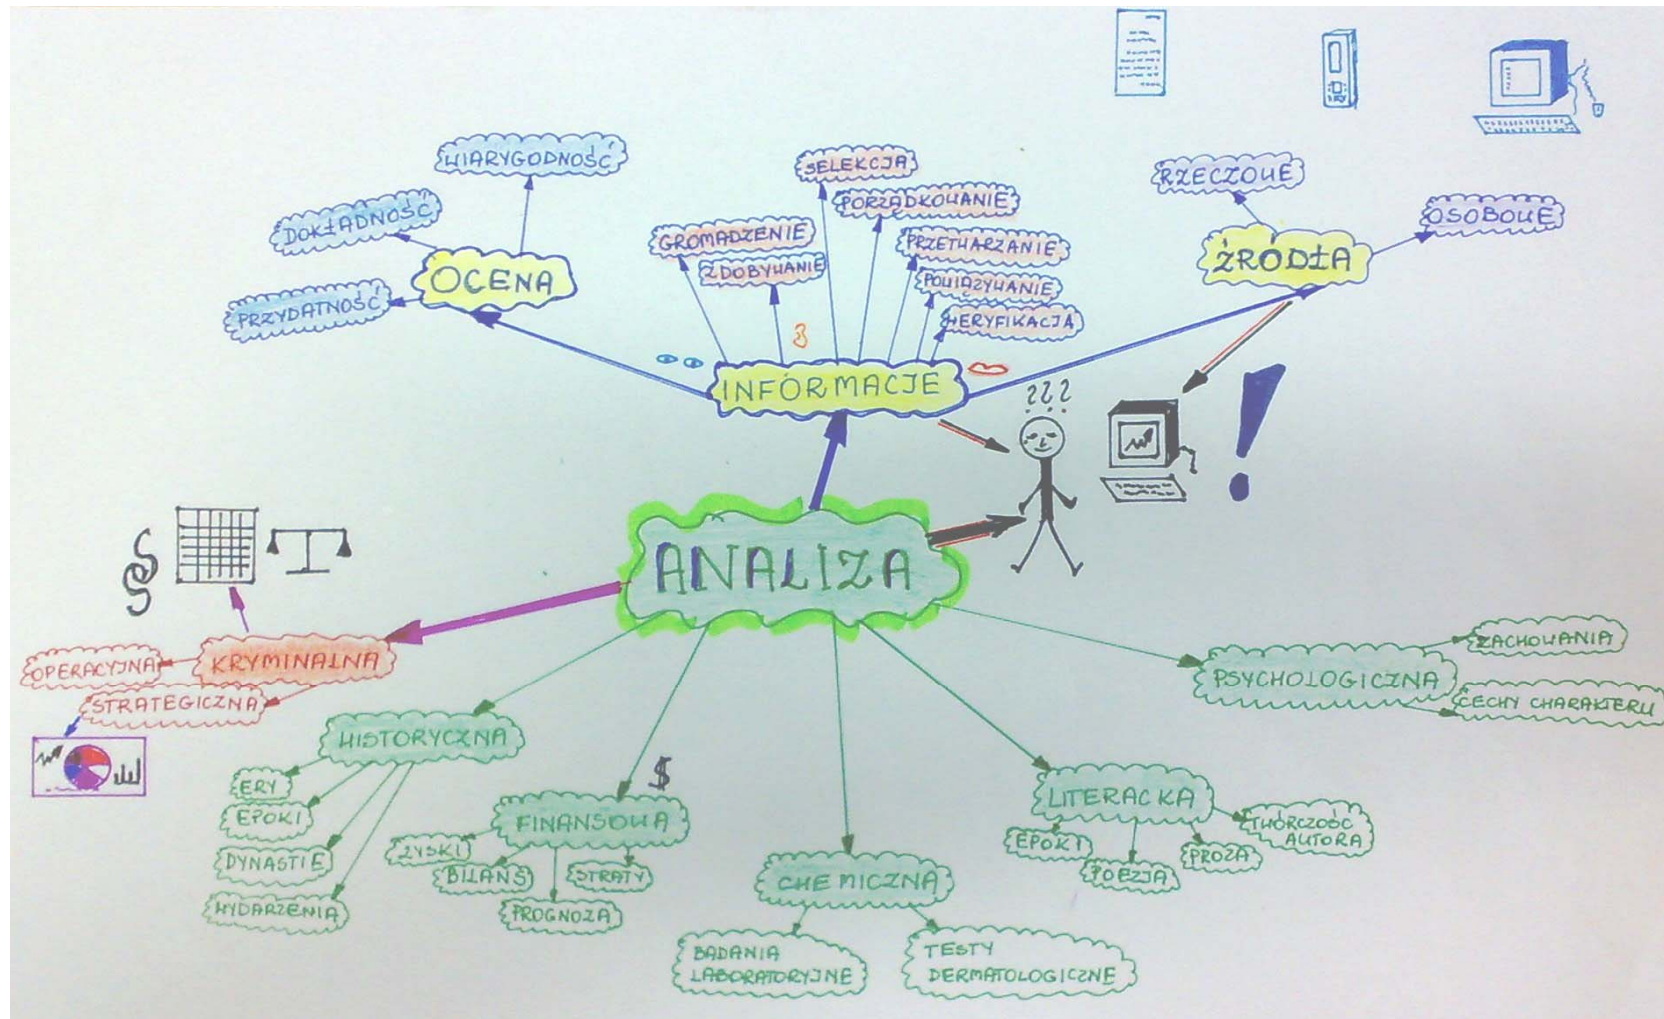 WIARYGODNOŚĆ
DOKŁADNOŚĆ
PRZYDATNOŚĆ
OCENA
SELEKCJA
PORZĄDKOWANIE
GROMADZENIE
ZDOBYWANIE
PRZETWARZANIE
POWIĄZYWANIE
WERYFIKACJA
INFORMACJE
RZECZOWE
OSOBOWE
ŹRÓDŁA
???
!
ANALIZA
§
KRYMINALNA
OPERACYJNA
STRATEGICZNA
HISTORYCZNA
ERY
EPOKI
DYNASTIE
WYDARZENIA
$
FINANSOWA
ZYSKI
BILANS
STRATY
PROGNOZA
CHEMICZNA
BADANIA
LABORATORYJNE
TESTY
DERMATOLOGICZNE
LITERACKA
EPOKI
POEZJA
PROZA
TWÓRCZOŚĆ
AUTORA
PSYCHOLOGICZNA
ZACHOWANIA
CECHY CHARAKTERU